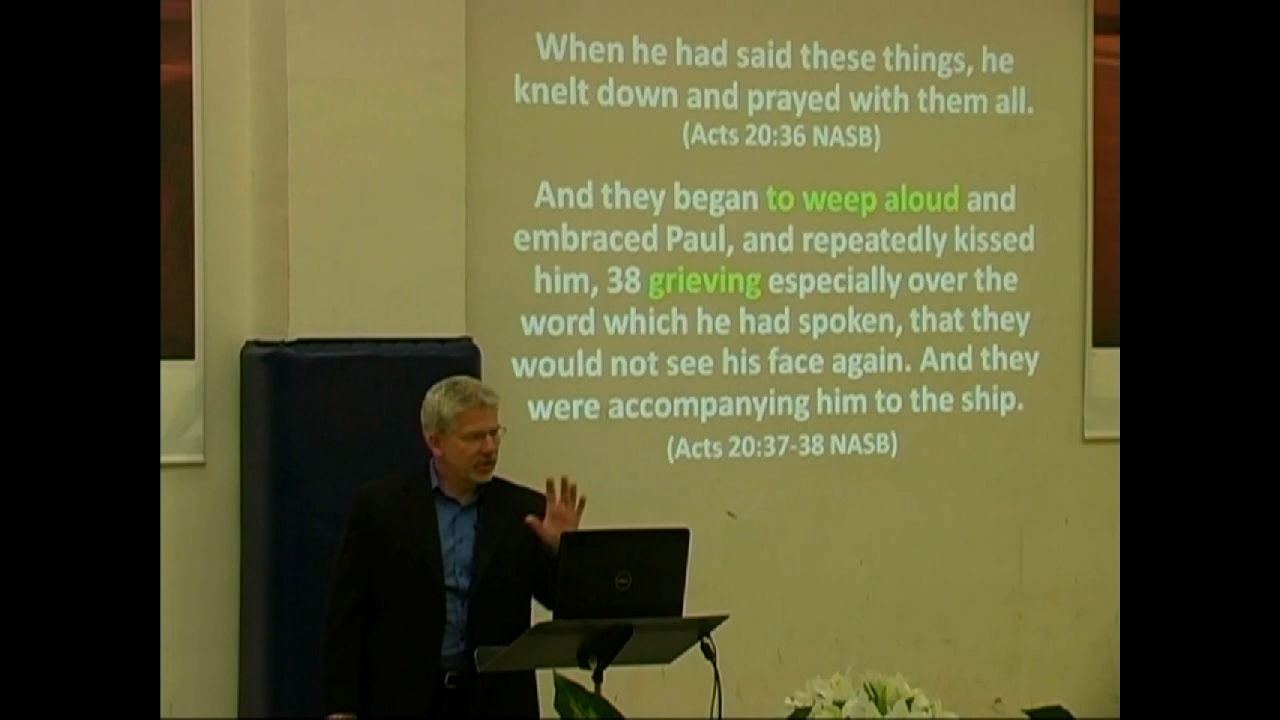 When he had said these things, he
knelt down and prayed with them all.
(Acts 20:36 NASB)
And they began to weep aloud and
embraced Paul, and repeatedly kissed
him, 38 grieving especially over the
word which he had spoken, that they
would not see his face again. And they
were accompanying him to the ship.
(Acts 20:37-38 NASB)